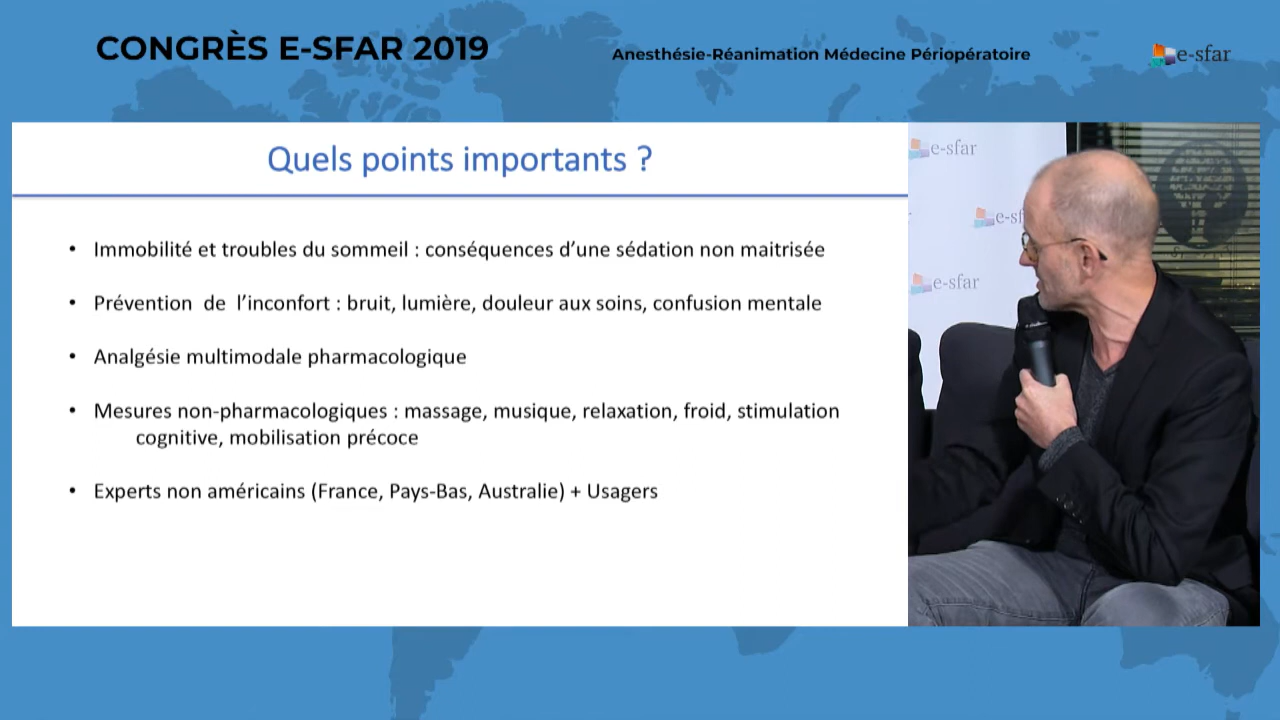 CONGRÈS E-SFAR 2019
Anesthésie-Réanimation Médecine Périopératoire
e-sfar
Quels points importants ?
• Immobilité et troubles du sommeil : conséquences d’une sédation non maitrisée
• Prévention de l’inconfort : bruit, lumière, douleur aux soins, confusion mentale
• Analgésie multimodale pharmacologique
• Mesures non-pharmacologiques : massage, musique, relaxation, froid, stimulation
cognitive, mobilisation précoce
• Experts non américains (France, Pays-Bas, Australie) + Usagers
e-sfar
e-sf
e-sfar